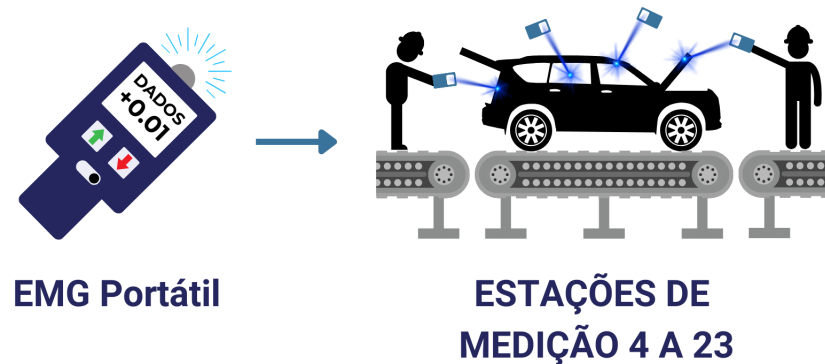 DADOS
+0.01
EMG Portátil
ESTAÇÕES DE
MEDIÇÃO 4 A 23